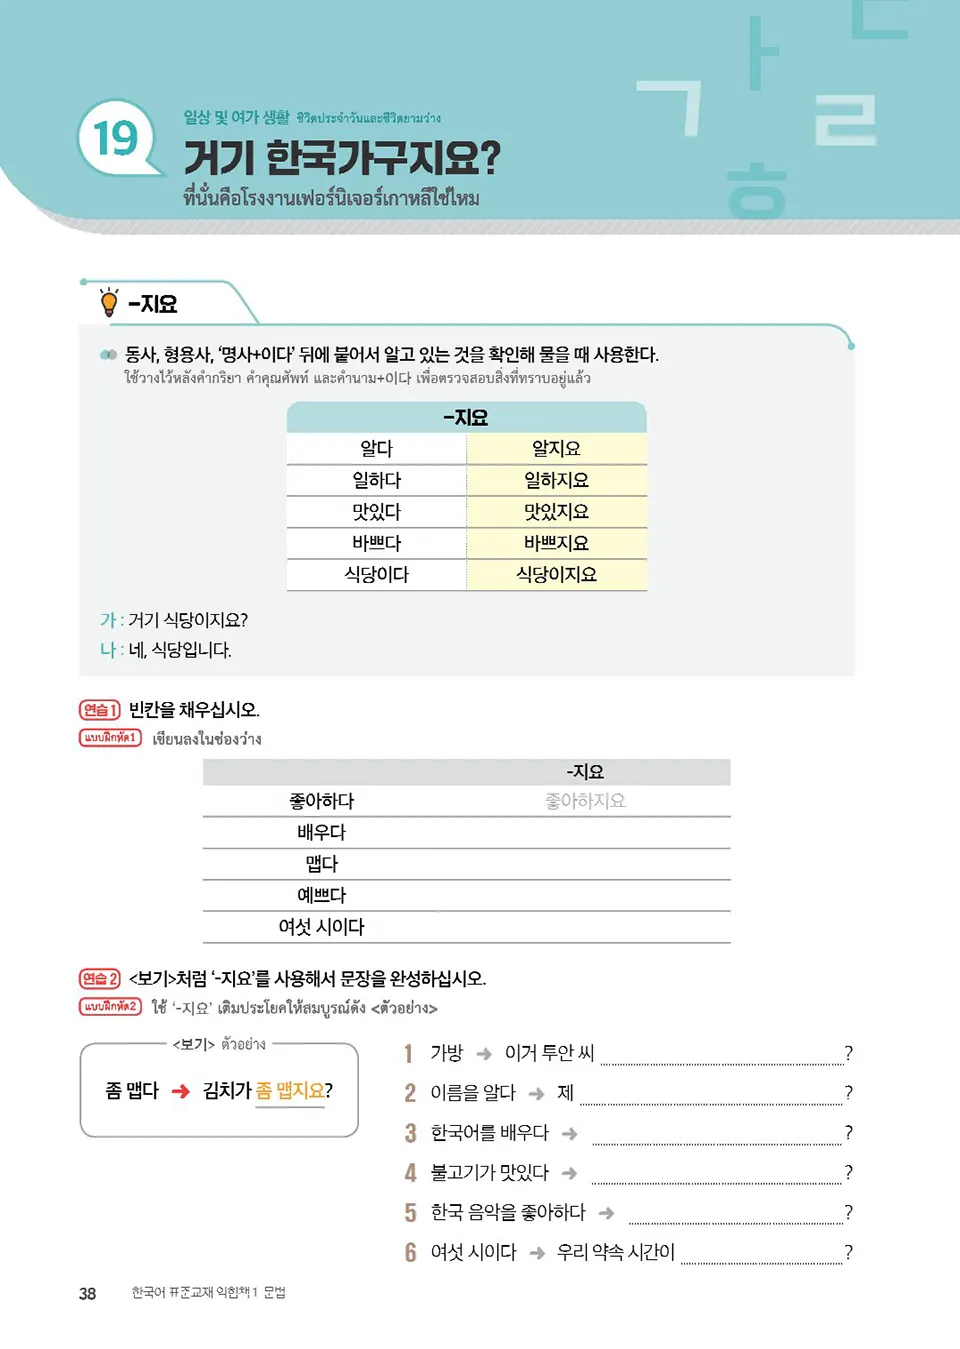 19
일상 및 여가 생활 ชีวิตประจำวันและชีวิตยามว่าง
거기 한국가구지요?
ที่นั่นคือโรงงานเฟอร์นิเจอร์เกาหลีใช่ไหม
ㄱ ㅏ ㄴ ㄹ ㅎ
-지요
동사, 형용사, '명사+이다' 뒤에 붙어서 알고 있는 것을 확인해 물을 때 사용한다.
ใช้วางไว้หลังคำกริยา คำคุณศัพท์ และคำนาม+이다 เพื่อตรวจสอบสิ่งที่ทราบอยู่แล้ว
-지요
알다 알지요
일하다 일하지요
맛있다 맛있지요
바쁘다 바쁘지요
식당이다 식당이지요
가 : 거기 식당이지요?
나 : 네, 식당입니다.
연습 1 빈칸을 채우십시오.
แบบฝึกหัด1 เขียนลงในช่องว่าง
-지요
좋아하다 좋아하지요
배우다
맵다
예쁘다
여섯 시이다
연습 2 <보기>처럼 '-지요'를 사용해서 문장을 완성하십시오.
แบบฝึกหัด2 ใช้ '-지요' เติมประโยคให้สมบูรณ์ดัง <ตัวอย่าง>
<보기> ตัวอย่าง
좀 맵다 ➜ 김치가 좀 맵지요?
1 가방 ➜ 이거 투안 씨 ?
2 이름을 알다 ➜ 제 ?
3 한국어를 배우다 ➜ ?
4 불고기가 맛있다 ➜ ?
5 한국 음악을 좋아하다 ➜ ?
6 여섯 시이다 ➜ 우리 약속 시간이 ?
38 한국어 표준교재 익힘책 1 문법